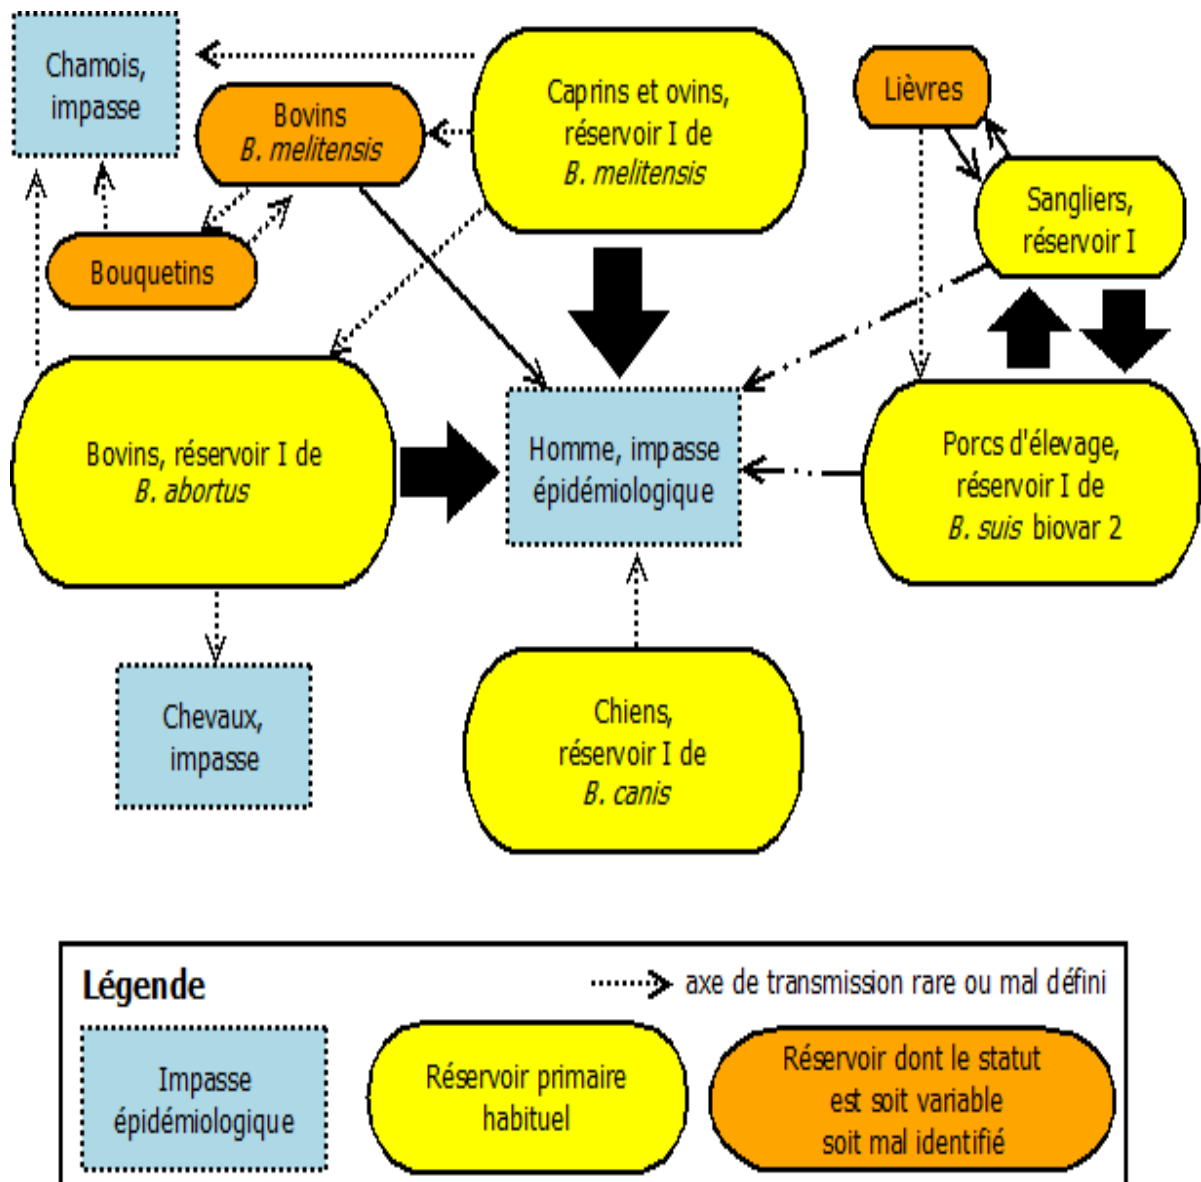 Chamois,
impasse
Bovins
B. melitensis
Caprins et ovins,
réservoir I de
B. melitensis
Lièvres
Sangliers,
réservoir I
Bouquetins
Bovins, réservoir I de
B. abortus
Homme, impasse
épidémiologique
Porcs d'élevage,
réservoir I de
B. suis biovar 2
Chevaux,
impasse
Chiens,
réservoir I de
B. canis
Légende
axe de transmission rare ou mal défini
Impasse
épidémiologique
Réservoir primaire
habituel
Réservoir dont le statut
est soit variable
soit mal identifié